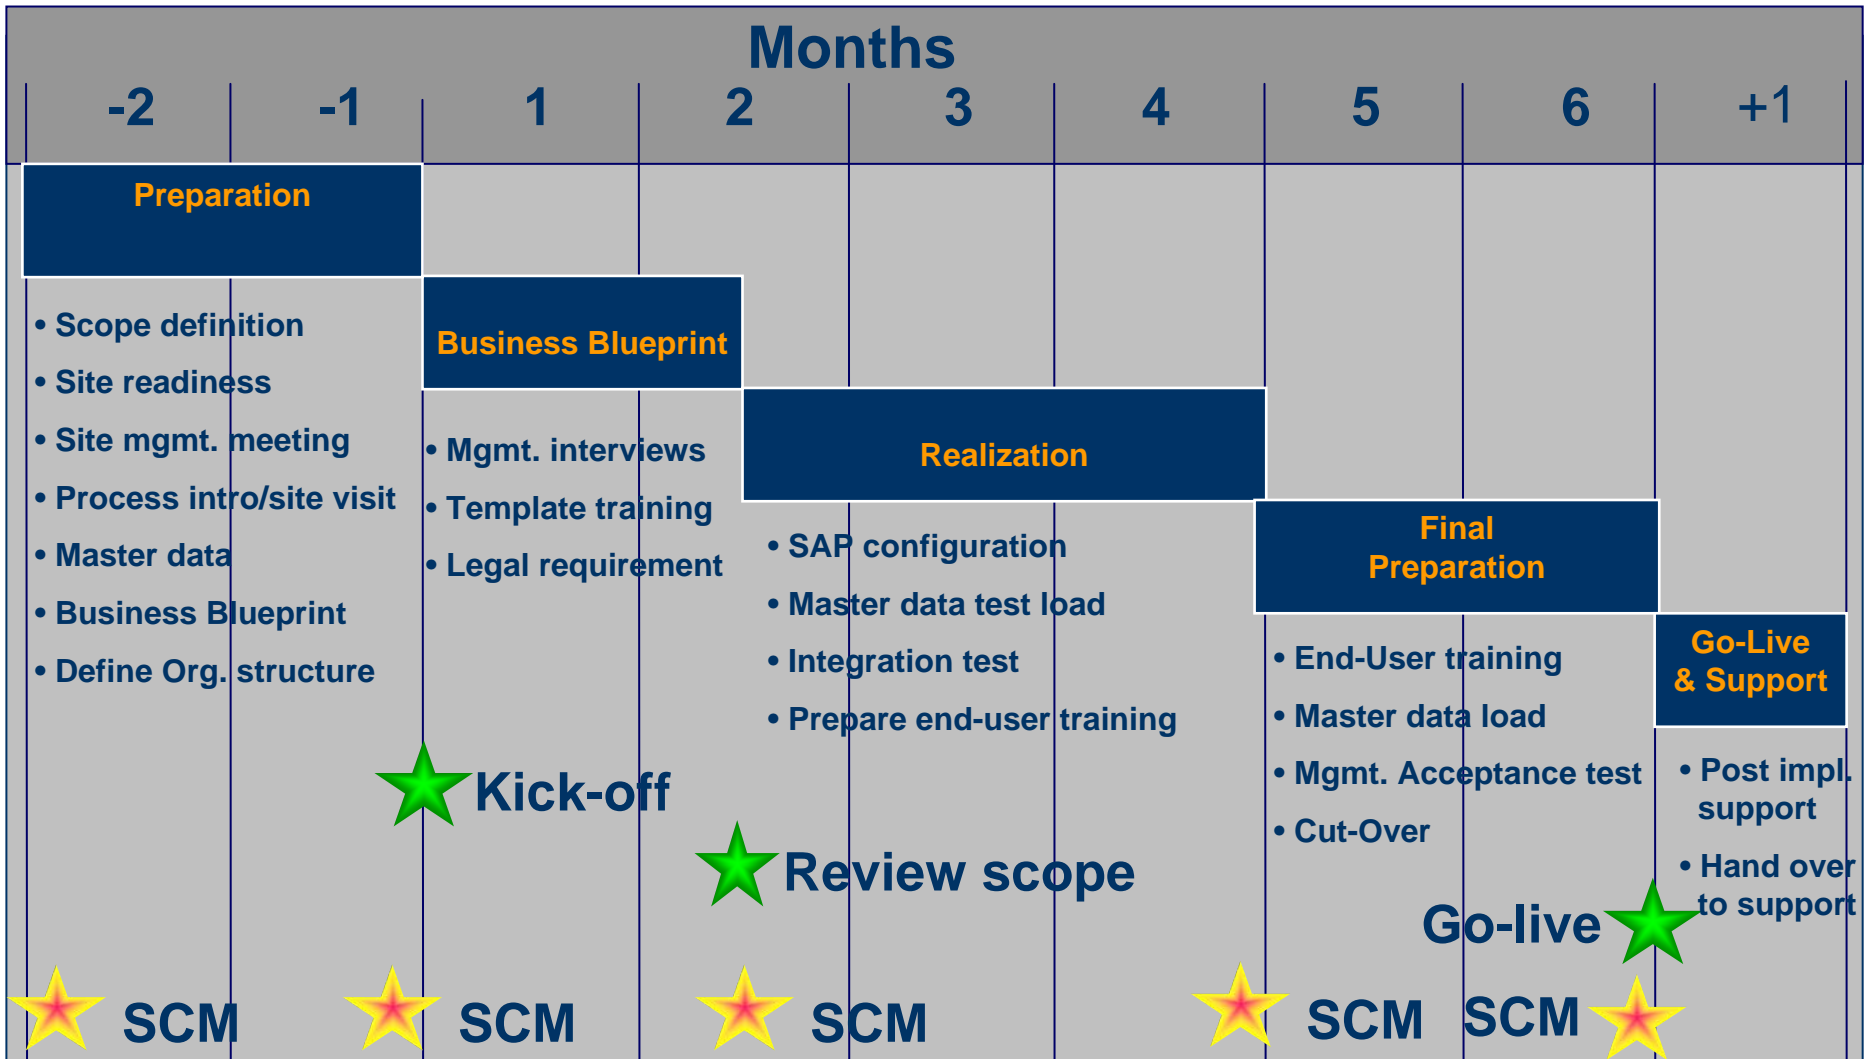 Months
-2 -1 1 2 3 4 5 6 +1
Preparation
• Scope definition
• Site readiness
• Site mgmt. meeting
• Process intro/site visit
• Master data
• Business Blueprint
• Define Org. structure
Business Blueprint
• Mgmt. interviews
• Template training
• Legal requirement
Realization
• SAP configuration
• Master data test load
• Integration test
• Prepare end-user training
Final
Preparation
• End-User training
• Master data load
• Mgmt. Acceptance test
• Cut-Over
Go-Live
& Support
• Post impl.
support
• Hand over
to support
Kick-off
Review scope
Go-live
SCM SCM SCM SCM SCM